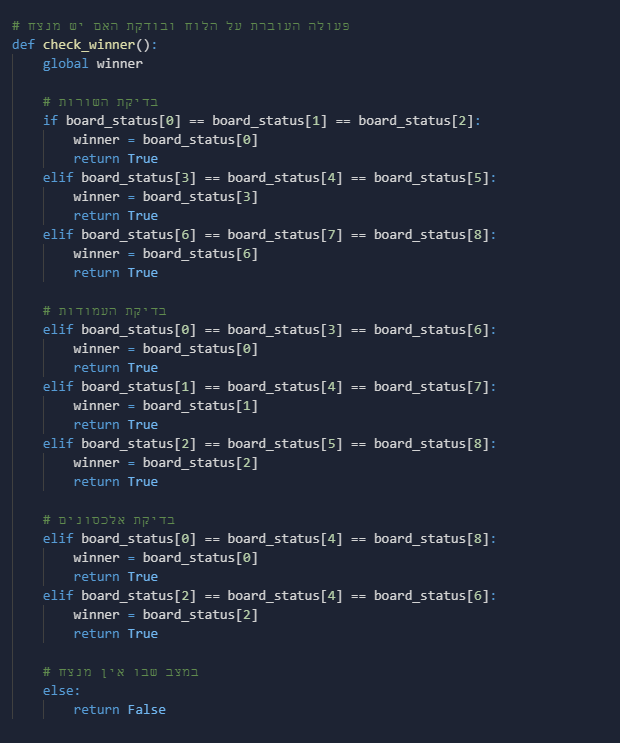 # פעולה העוברת על הלוח ובודקת האם יש מנצח
def check_winner():
    global winner

    # בדיקת השורות
    if board_status[0] == board_status[1] == board_status[2]:
        winner = board_status[0]
        return True
    elif board_status[3] == board_status[4] == board_status[5]:
        winner = board_status[3]
        return True
    elif board_status[6] == board_status[7] == board_status[8]:
        winner = board_status[6]
        return True

    # בדיקת העמודות
    elif board_status[0] == board_status[3] == board_status[6]:
        winner = board_status[0]
        return True
    elif board_status[1] == board_status[4] == board_status[7]:
        winner = board_status[1]
        return True
    elif board_status[2] == board_status[5] == board_status[8]:
        winner = board_status[2]
        return True

    # בדיקת אלכסונים
    elif board_status[0] == board_status[4] == board_status[8]:
        winner = board_status[0]
        return True
    elif board_status[2] == board_status[4] == board_status[6]:
        winner = board_status[2]
        return True

    # במצב שבו אין מנצח
    else:
        return False